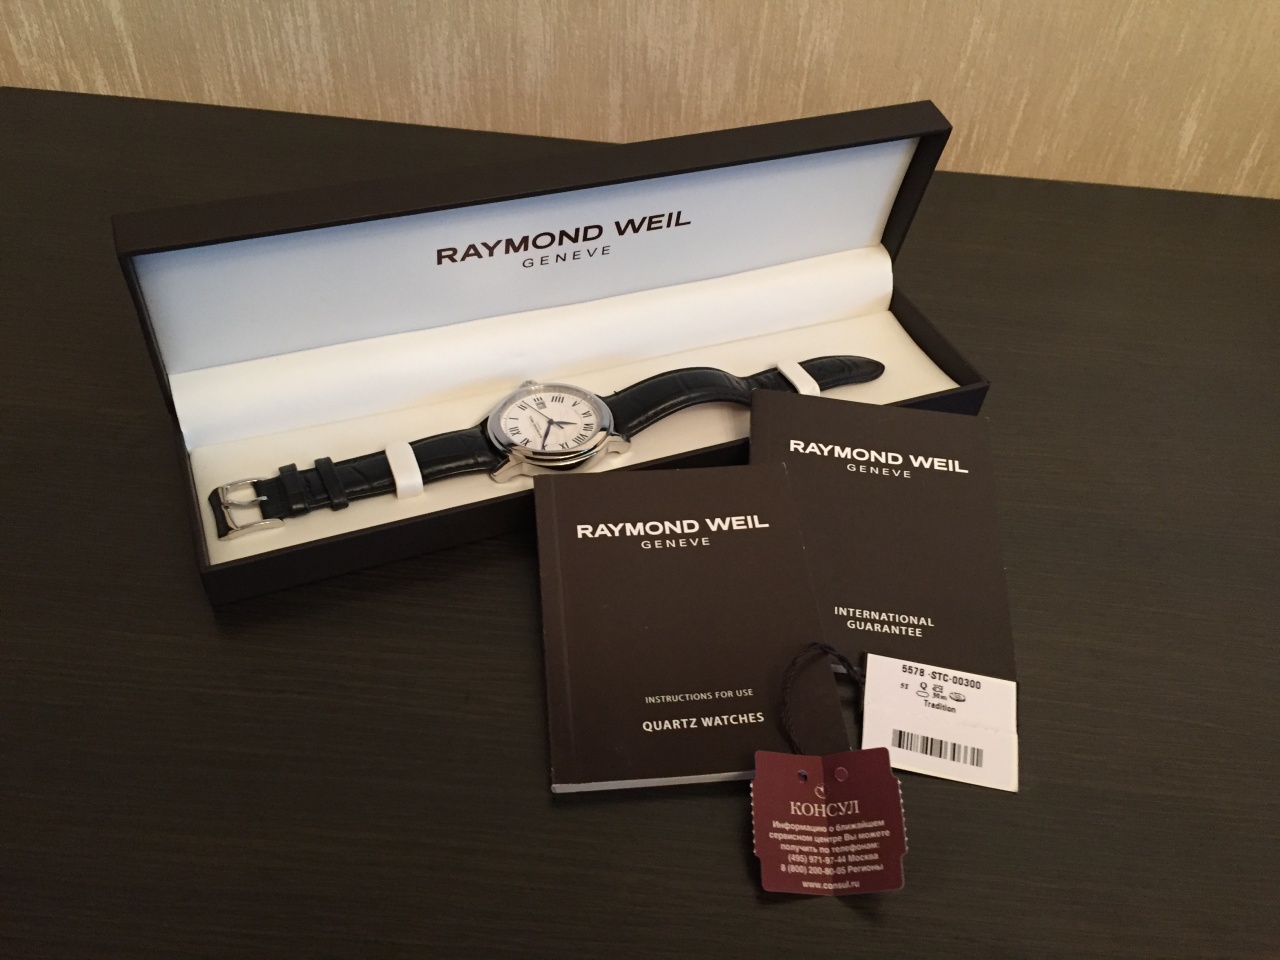 RAYMOND WEIL
GENEVE
RAYMOND WEIL
GENEVE
INTERNATIONAL
GUARANTEE
RAYMOND WEIL
GENEVE
INSTRUCTIONS FOR USE
QUARTZ WATCHES
5578 -STC-00300
51 Q
50m
Tradition
КОНСУЛ
Информацию о ближайшем
сервисном центре Вы можете
получить по телефонам:
(495) 971-97-44 Москва
8 (800) 200-80-05 Регионы
www.consul.ru